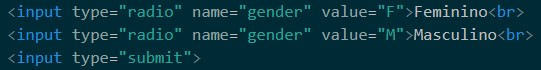 <input type="radio" name="gender" value="F">Feminino<br>
<input type="radio" name="gender" value="M">Masculino<br>
<input type="submit">